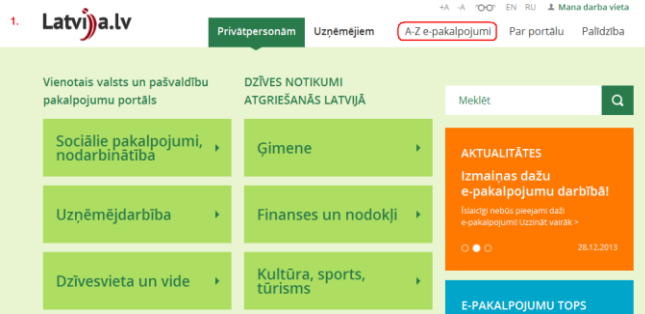 1.
+A -A EN RU Mana darba vieta
Latvija.lv
Privātpersonām Uzņēmējiem A-Z e-pakalpojumi Par portālu Palīdzība
Vienotais valsts un pašvaldību
pakalpojumu portāls
DZĪVES NOTIKUMI
ATGRIEŠANĀS LATVIJĀ
Meklēt
Sociālie pakalpojumi,
nodarbinātība
Ģimene
AKTUALITĀTES
Izmaiņas dažu
e-pakalpojumu darbībā!
Īslaicīgi nebūs pieejami daži
e-pakalpojumi! Uzzināt vairāk >
28.12.2013
Uzņēmējdarbība
Finanses un nodokļi
Dzīvesvieta un vide
Kultūra, sports,
tūrisms
E-PAKALPOJUMU TOPS